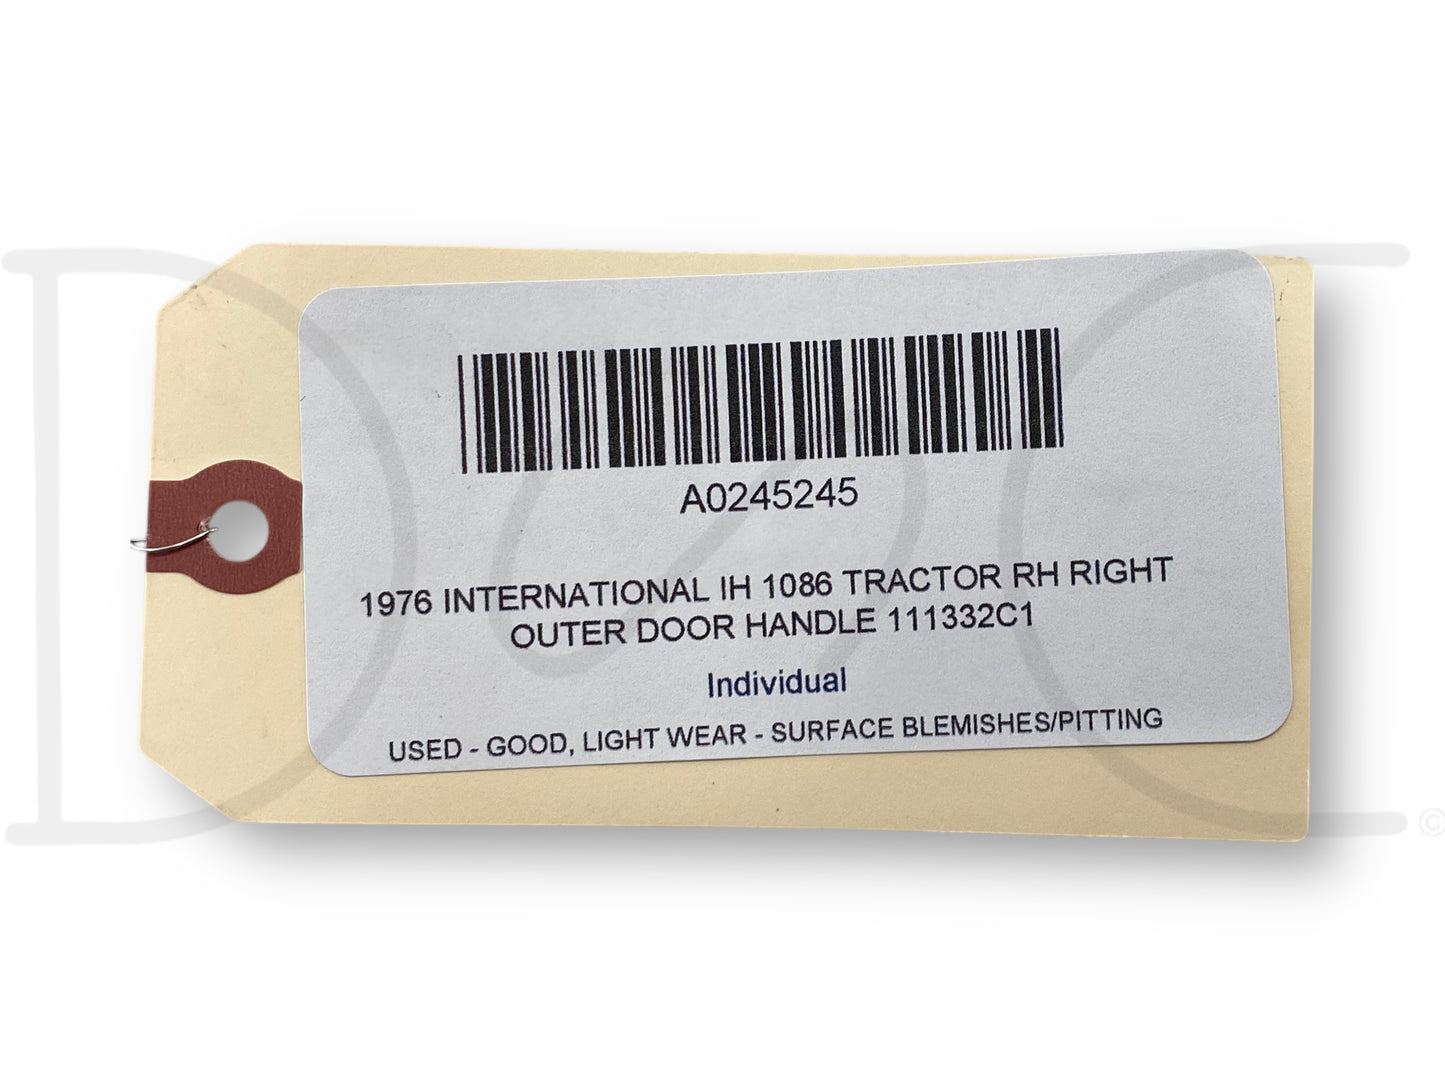 A0245245
1976 INTERNATIONAL IH 1086 TRACTOR RH RIGHT
OUTER DOOR HANDLE 111332C1
Individual
USED - GOOD, LIGHT WEAR - SURFACE BLEMISHES/PITTING
©